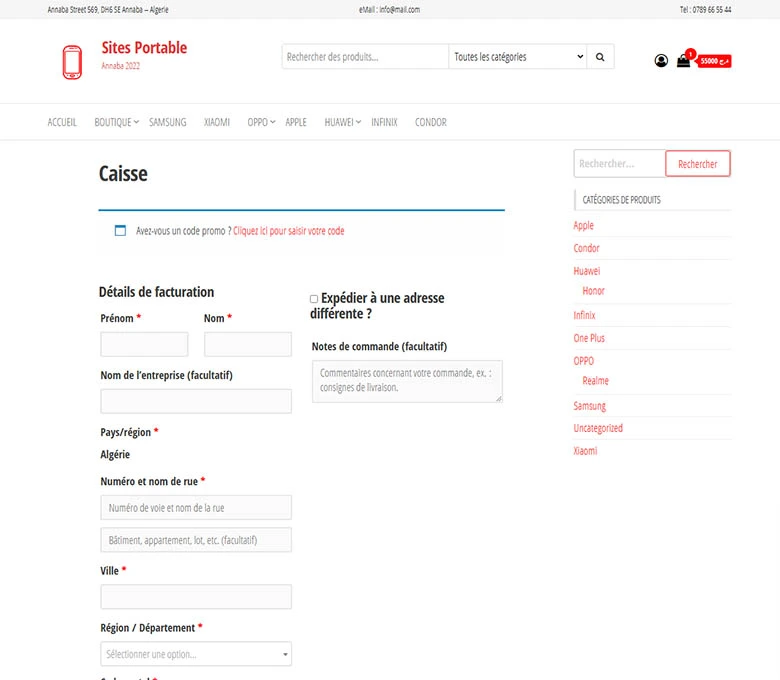 Annaba Street 569, DH6 SE Annaba – Algerie
eMail : info@mail.com
Tel : 0789 66 55 44
Sites Portable
Annaba 2022
Rechercher des produits...
Toutes les catégories
1
55000 د.ج
ACCUEIL BOUTIQUE SAMSUNG XIAOMI OPPO APPLE HUAWEI INFINIX CONDOR
Caisse
Avez-vous un code promo ? Cliquez ici pour saisir votre code
Détails de facturation
Prénom *
Nom *
Nom de l’entreprise (facultatif)
Pays/région *
Algérie
Numéro et nom de rue *
Numéro de voie et nom de la rue
Bâtiment, appartement, lot, etc. (facultatif)
Ville *
Région / Département *
Sélectionner une option...
Expédier à une adresse
différente ?
Notes de commande (facultatif)
Commentaires concernant votre commande, ex. :
consignes de livraison.
Rechercher...
Rechercher
CATÉGORIES DE PRODUITS
Apple
Condor
Huawei
Honor
Infinix
One Plus
OPPO
Realme
Samsung
Uncategorized
Xiaomi